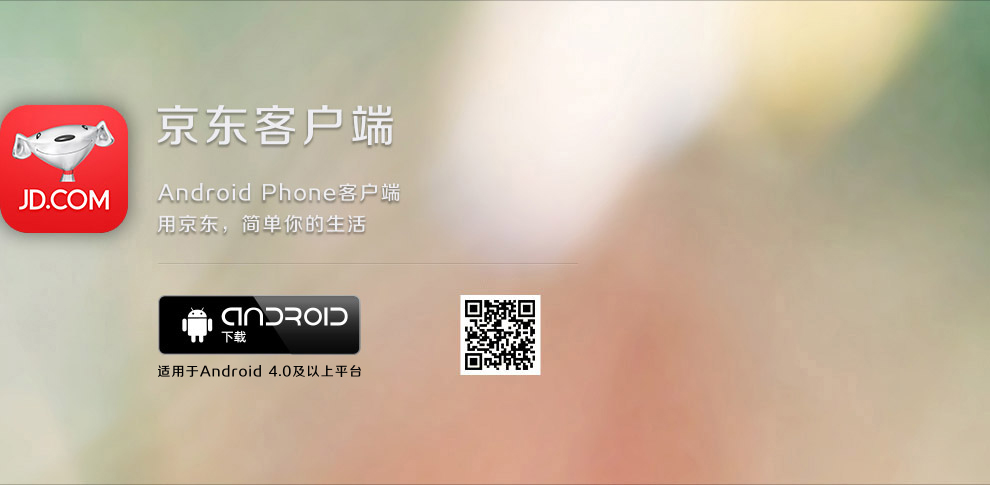 京东客户端
JD.COM
Android Phone客户端
用京东，简单你的生活
ANDROID
下载
适用于Android 4.0及以上平台